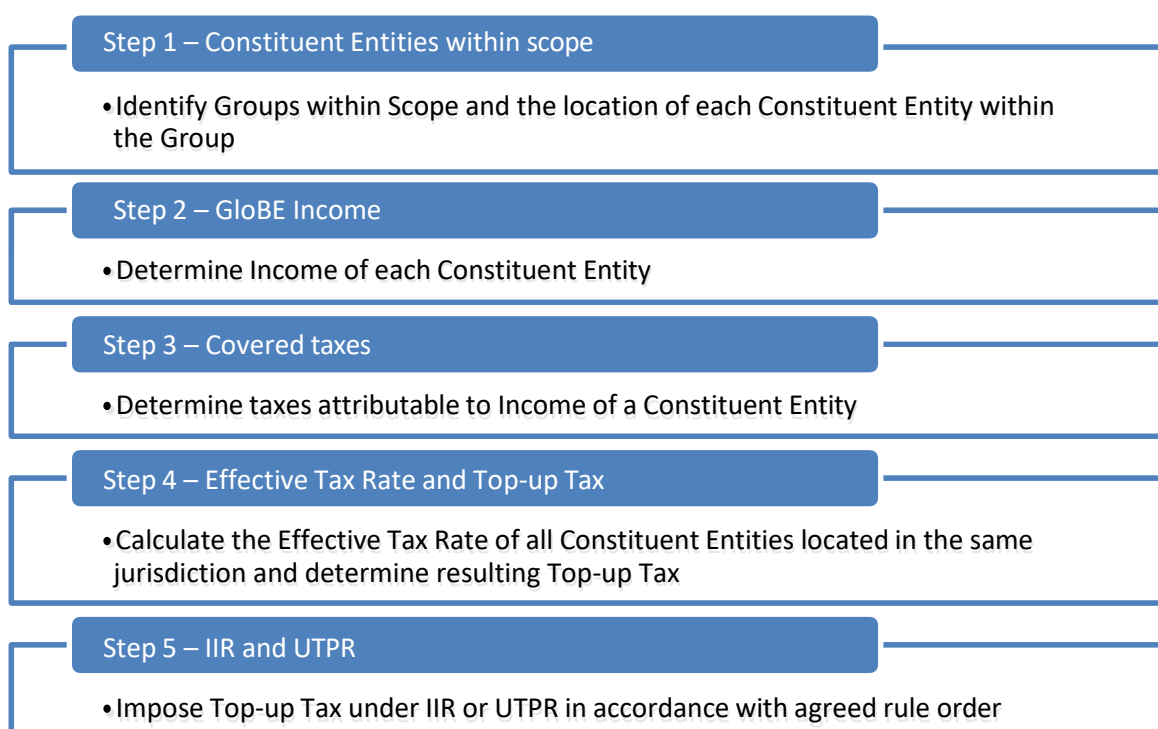 Step 1 – Constituent Entities within scope
•Identify Groups within Scope and the location of each Constituent Entity within
the Group
Step 2 – GloBE Income
•Determine Income of each Constituent Entity
Step 3 – Covered taxes
•Determine taxes attributable to Income of a Constituent Entity
Step 4 – Effective Tax Rate and Top-up Tax
•Calculate the Effective Tax Rate of all Constituent Entities located in the same
jurisdiction and determine resulting Top-up Tax
Step 5 – IIR and UTPR
•Impose Top-up Tax under IIR or UTPR in accordance with agreed rule order